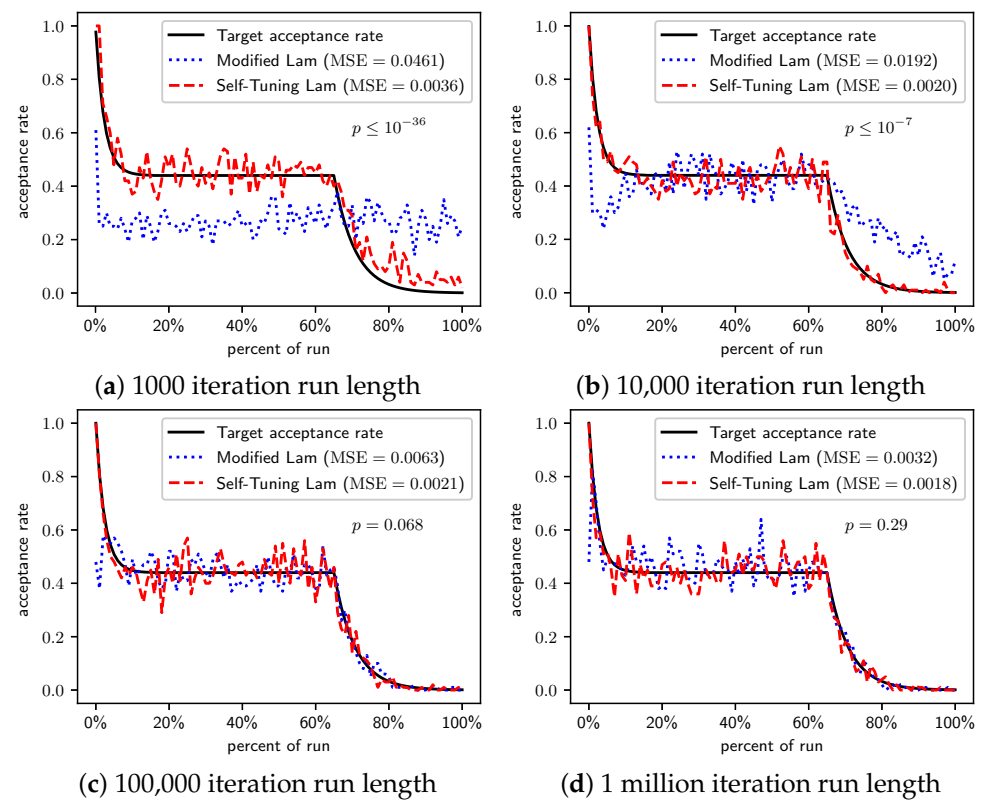 1.0
0.8
0.6
0.4
0.2
0.0
acceptance rate
Target acceptance rate
Modified Lam (MSE = 0.0461)
Self-Tuning Lam (MSE = 0.0036)
p ≤ 10⁻³⁶
0% 20% 40% 60% 80% 100%
percent of run
(a) 1000 iteration run length
1.0
0.8
0.6
0.4
0.2
0.0
acceptance rate
Target acceptance rate
Modified Lam (MSE = 0.0192)
Self-Tuning Lam (MSE = 0.0020)
p ≤ 10⁻⁷
0% 20% 40% 60% 80% 100%
percent of run
(b) 10,000 iteration run length
1.0
0.8
0.6
0.4
0.2
0.0
acceptance rate
Target acceptance rate
Modified Lam (MSE = 0.0063)
Self-Tuning Lam (MSE = 0.0021)
p = 0.068
0% 20% 40% 60% 80% 100%
percent of run
(c) 100,000 iteration run length
1.0
0.8
0.6
0.4
0.2
0.0
acceptance rate
Target acceptance rate
Modified Lam (MSE = 0.0032)
Self-Tuning Lam (MSE = 0.0018)
p = 0.29
0% 20% 40% 60% 80% 100%
percent of run
(d) 1 million iteration run length